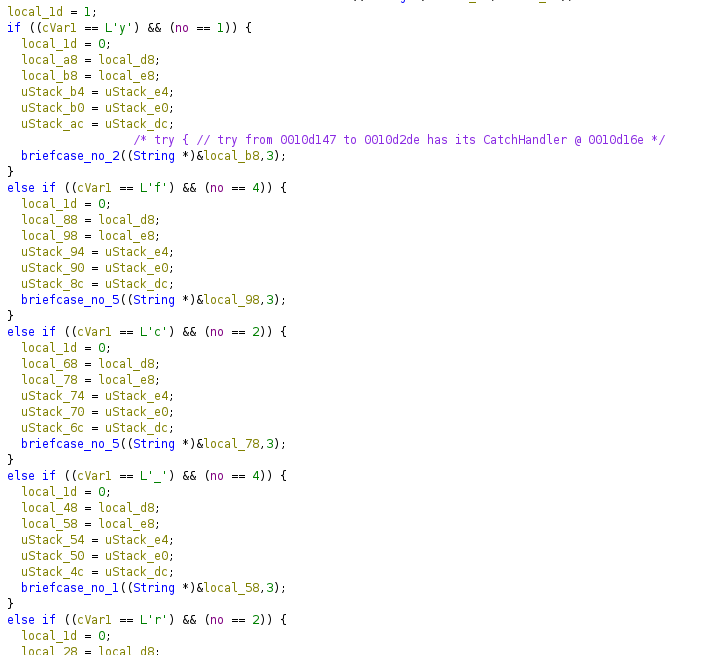 local_1d = 1;
if ((cVar1 == L'y') && (no == 1)) {
  local_1d = 0;
  local_a8 = local_d8;
  local_b8 = local_e8;
  uStack_b4 = uStack_e4;
  uStack_b0 = uStack_e0;
  uStack_ac = uStack_dc;
                  /* try { // try from 0010d147 to 0010d2de has its CatchHandler @ 0010d16e */
  briefcase_no_2((String *)&local_b8,3);
}
else if ((cVar1 == L'f') && (no == 4)) {
  local_1d = 0;
  local_88 = local_d8;
  local_98 = local_e8;
  uStack_94 = uStack_e4;
  uStack_90 = uStack_e0;
  uStack_8c = uStack_dc;
  briefcase_no_5((String *)&local_98,3);
}
else if ((cVar1 == L'c') && (no == 2)) {
  local_1d = 0;
  local_68 = local_d8;
  local_78 = local_e8;
  uStack_74 = uStack_e4;
  uStack_70 = uStack_e0;
  uStack_6c = uStack_dc;
  briefcase_no_5((String *)&local_78,3);
}
else if ((cVar1 == L'_') && (no == 4)) {
  local_1d = 0;
  local_48 = local_d8;
  local_58 = local_e8;
  uStack_54 = uStack_e4;
  uStack_50 = uStack_e0;
  uStack_4c = uStack_dc;
  briefcase_no_1((String *)&local_58,3);
}
else if ((cVar1 == L'r') && (no == 2)) {
  local_1d = 0;
  local_28 = local_d8;